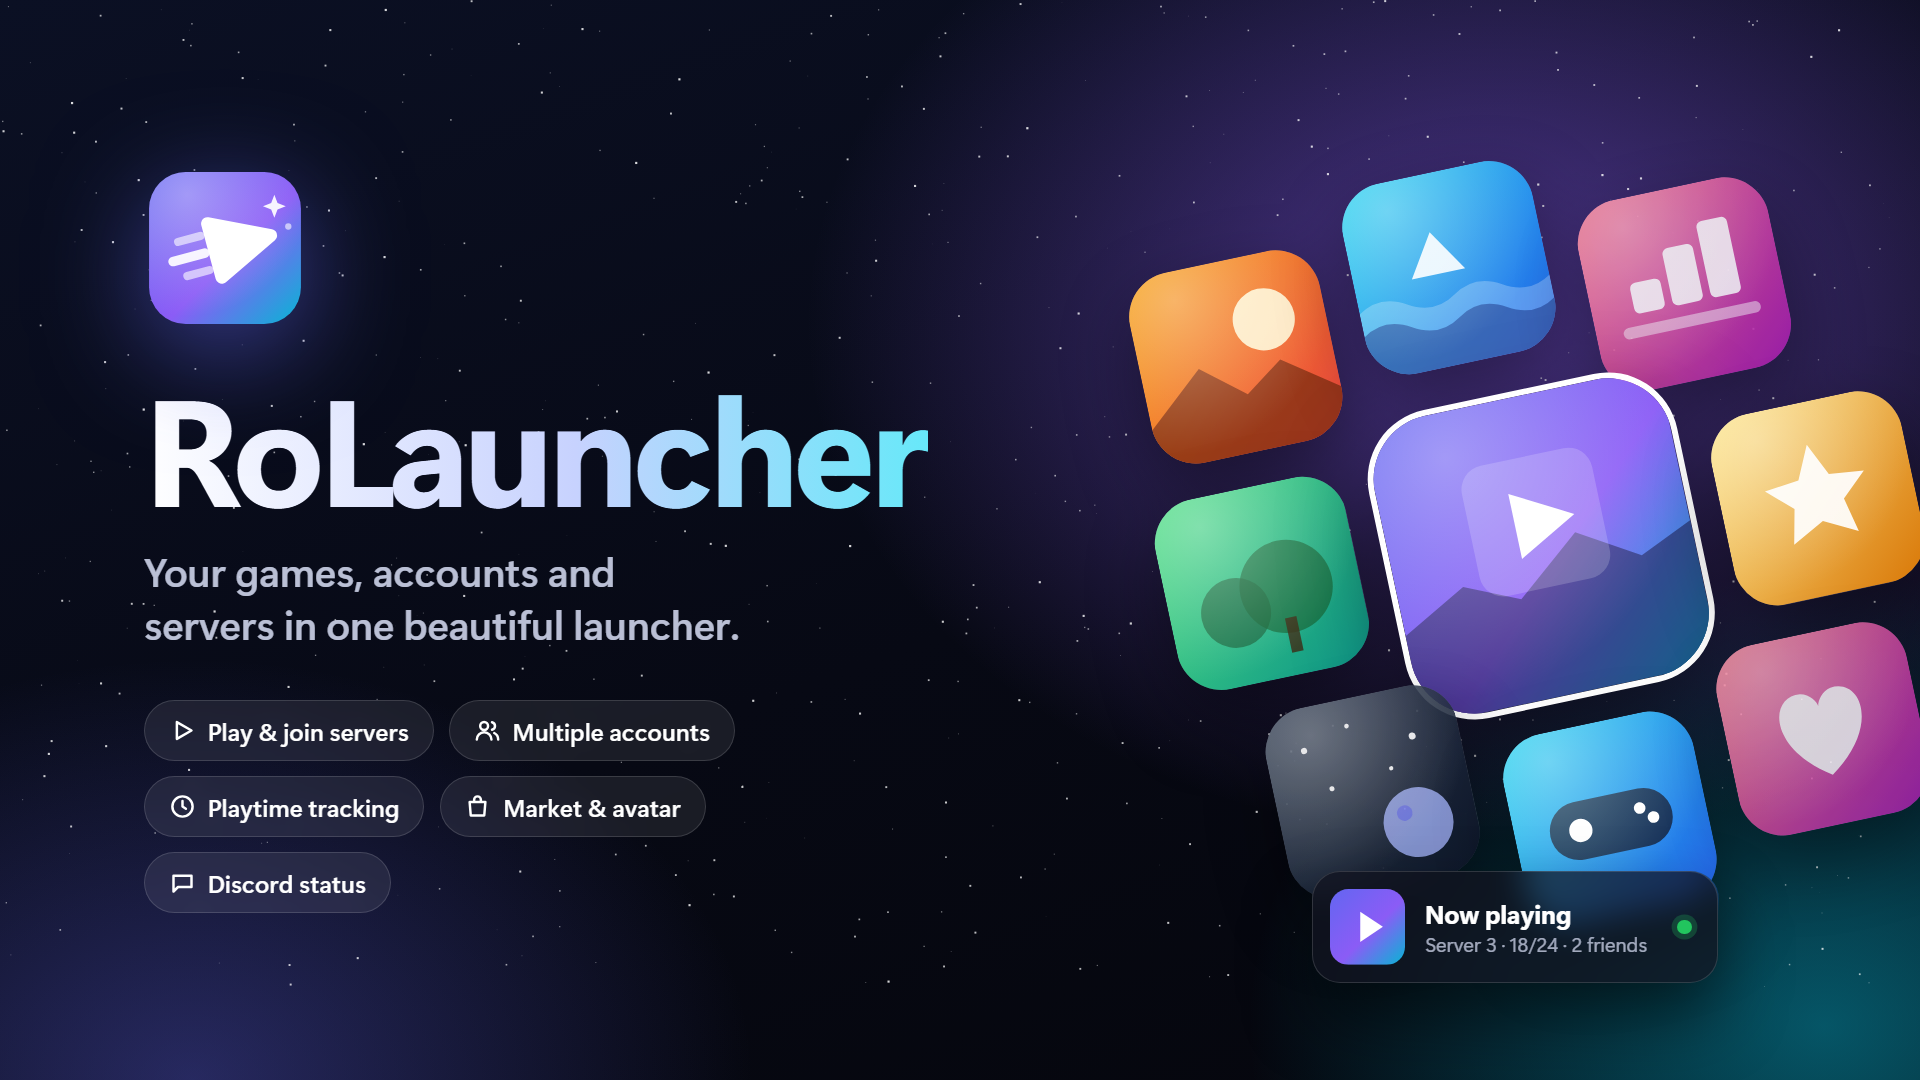 RoLauncher
Your games, accounts and
servers in one beautiful launcher.
Play & join servers
Multiple accounts
Playtime tracking
Market & avatar
Discord status
Now playing
Server 3 · 18/24 · 2 friends